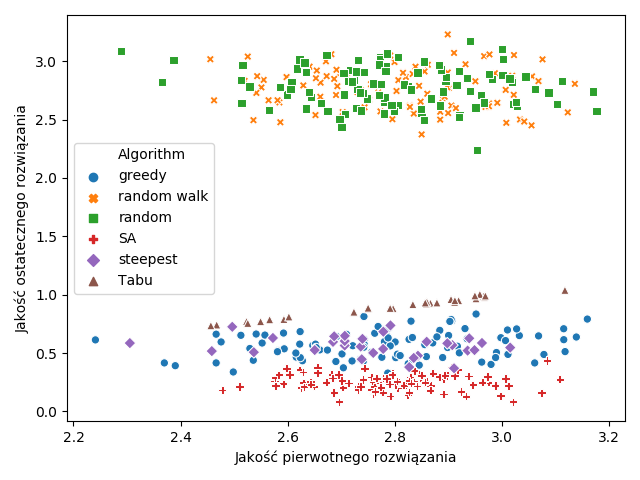 3.0
2.5
2.0
1.5
1.0
0.5
0.0
Jakość ostatecznego rozwiązania
Algorithm
greedy
random walk
random
SA
steepest
Tabu
2.2 2.4 2.6 2.8 3.0 3.2
Jakość pierwotnego rozwiązania